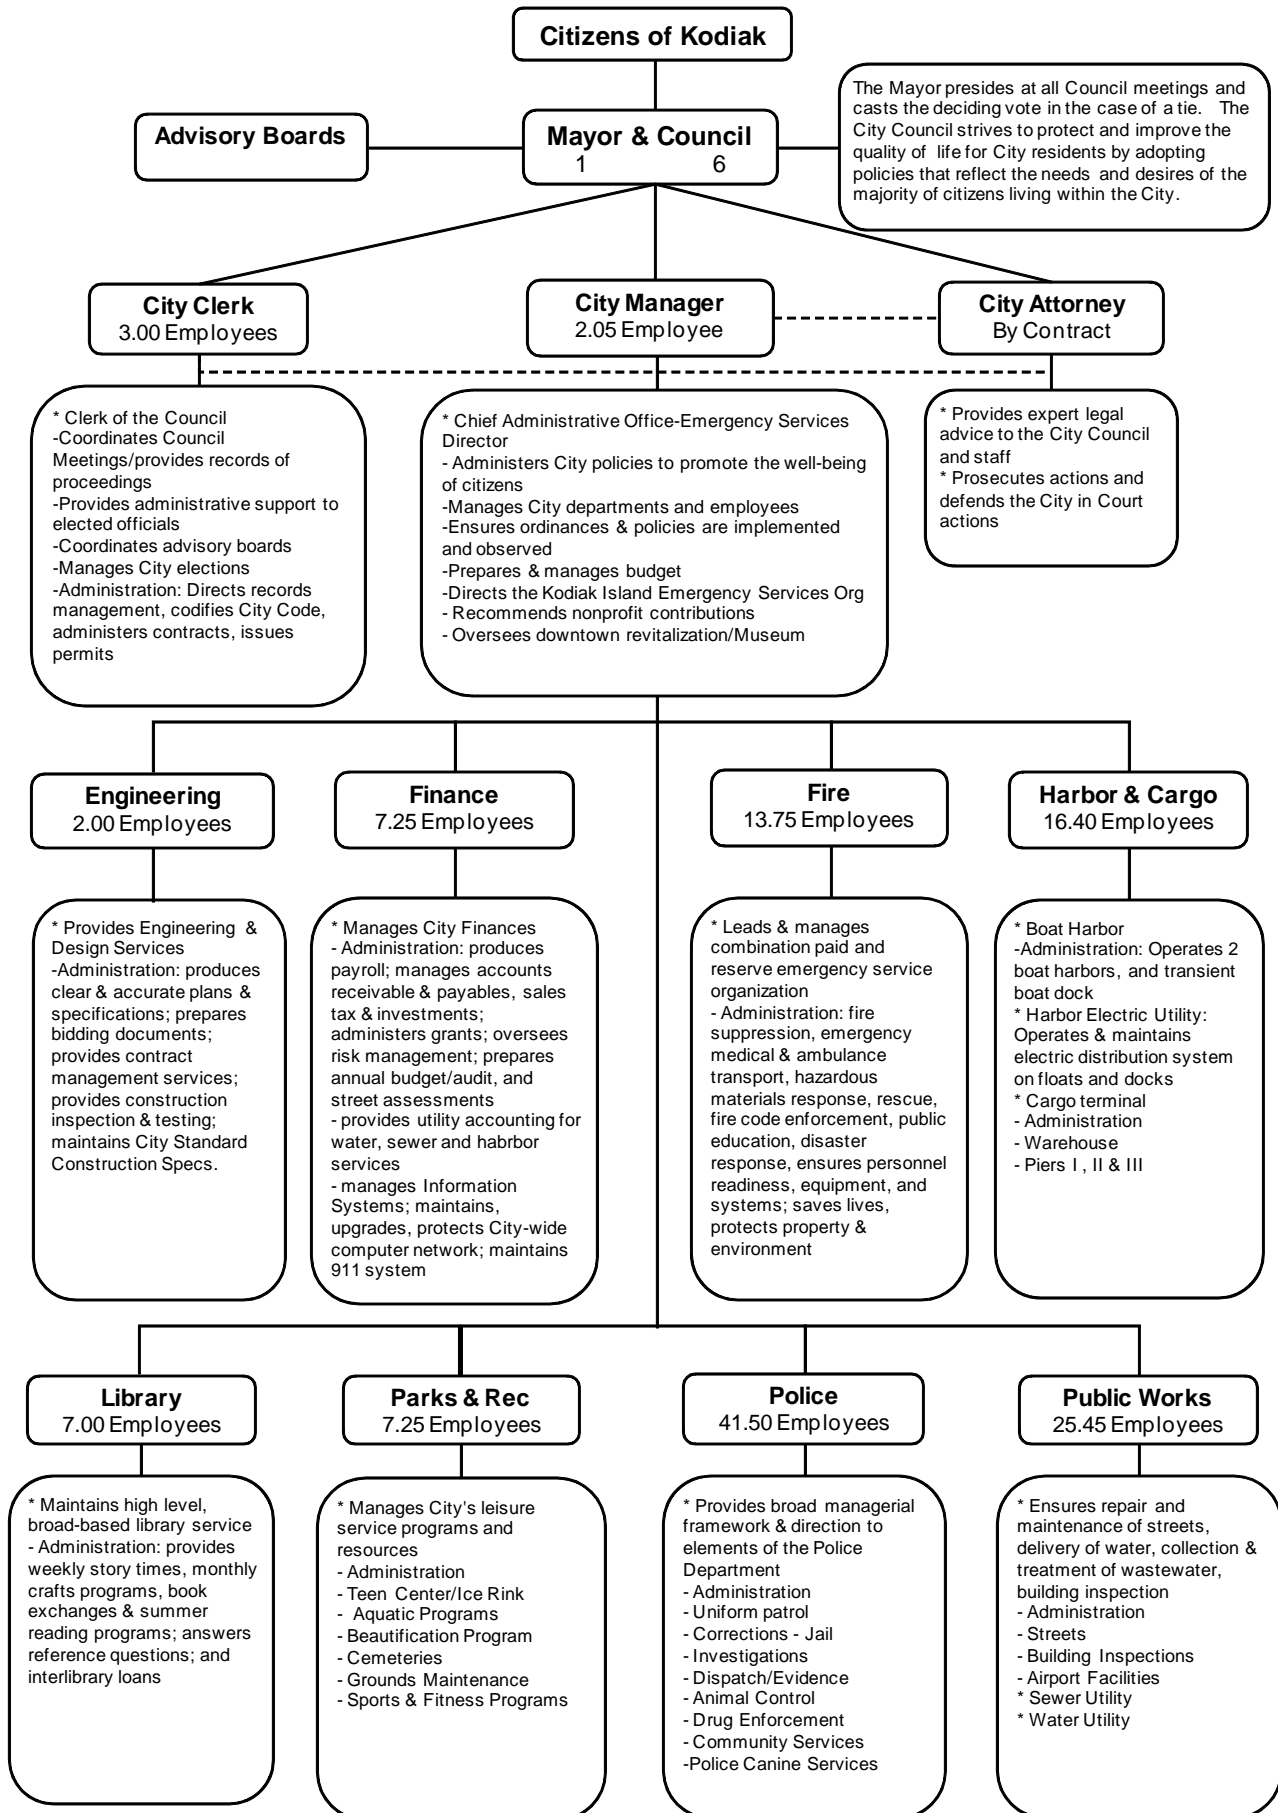 Citizens of Kodiak
The Mayor presides at all Council meetings and
casts the deciding vote in the case of a tie. The
City Council strives to protect and improve the
quality of life for City residents by adopting
policies that reflect the needs and desires of the
majority of citizens living within the City.
Advisory Boards
Mayor & Council
1 6
City Clerk
3.00 Employees
City Manager
2.05 Employee
City Attorney
By Contract
* Clerk of the Council
-Coordinates Council
Meetings/provides records of
proceedings
-Provides administrative support to
elected officials
-Coordinates advisory boards
-Manages City elections
-Administration: Directs records
management, codifies City Code,
administers contracts, issues
permits
* Chief Administrative Office-Emergency Services
Director
- Administers City policies to promote the well-being
of citizens
-Manages City departments and employees
-Ensures ordinances & policies are implemented
and observed
-Prepares & manages budget
-Directs the Kodiak Island Emergency Services Org
- Recommends nonprofit contributions
- Oversees downtown revitalization/Museum
* Provides expert legal
advice to the City Council
and staff
* Prosecutes actions and
defends the City in Court
actions
Engineering
2.00 Employees
Finance
7.25 Employees
Fire
13.75 Employees
Harbor & Cargo
16.40 Employees
* Provides Engineering &
Design Services
-Administration: produces
clear & accurate plans &
specifications; prepares
bidding documents;
provides contract
management services;
provides construction
inspection & testing;
maintains City Standard
Construction Specs.
* Manages City Finances
- Administration: produces
payroll; manages accounts
receivable & payables, sales
tax & investments;
administers grants; oversees
risk management; prepares
annual budget/audit, and
street assessments
- provides utility accounting for
water, sewer and habrbor
services
- manages Information
Systems; maintains,
upgrades, protects City-wide
computer network; maintains
911 system
* Leads & manages
combination paid and
reserve emergency service
organization
- Administration: fire
suppression, emergency
medical & ambulance
transport, hazardous
materials response, rescue,
fire code enforcement, public
education, disaster
response, ensures personnel
readiness, equipment, and
systems; saves lives,
protects property &
environment
* Boat Harbor
-Administration: Operates 2
boat harbors, and transient
boat dock
* Harbor Electric Utility:
Operates & maintains
electric distribution system
on floats and docks
* Cargo terminal
- Administration
- Warehouse
- Piers I , II & III
Library
7.00 Employees
Parks & Rec
7.25 Employees
Police
41.50 Employees
Public Works
25.45 Employees
* Maintains high level,
broad-based library service
- Administration: provides
weekly story times, monthly
crafts programs, book
exchanges & summer
reading programs; answers
reference questions; and
interlibrary loans
* Manages City's leisure
service programs and
resources
- Administration
- Teen Center/Ice Rink
- Aquatic Programs
- Beautification Program
- Cemeteries
- Grounds Maintenance
- Sports & Fitness Programs
* Provides broad managerial
framework & direction to
elements of the Police
Department
- Administration
- Uniform patrol
- Corrections - Jail
- Investigations
- Dispatch/Evidence
- Animal Control
- Drug Enforcement
- Community Services
-Police Canine Services
* Ensures repair and
maintenance of streets,
delivery of water, collection &
treatment of wastewater,
building inspection
- Administration
- Streets
- Building Inspections
- Airport Facilities
* Sewer Utility
* Water Utility